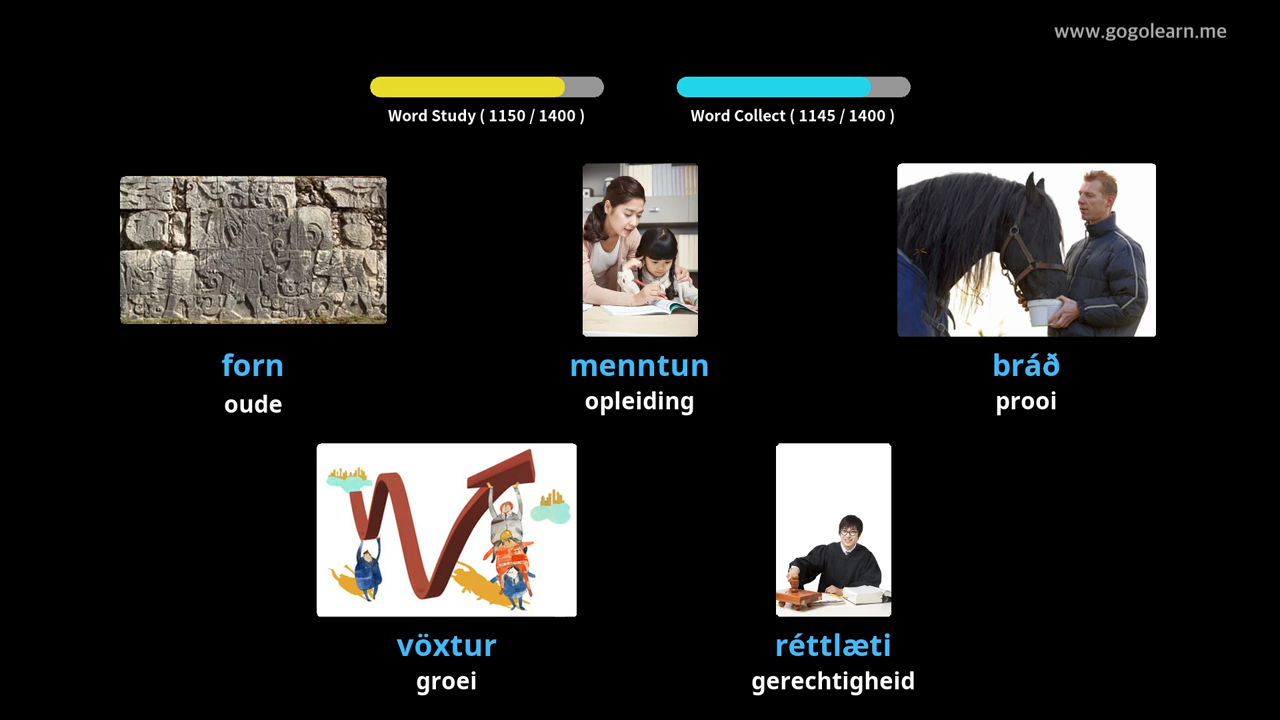 www.gogolearn.me
Word Study ( 1150 / 1400 )
Word Collect ( 1145 / 1400 )
forn
oude
menntun
opleiding
bráð
prooi
vöxtur
groei
réttlæti
gerechtigheid